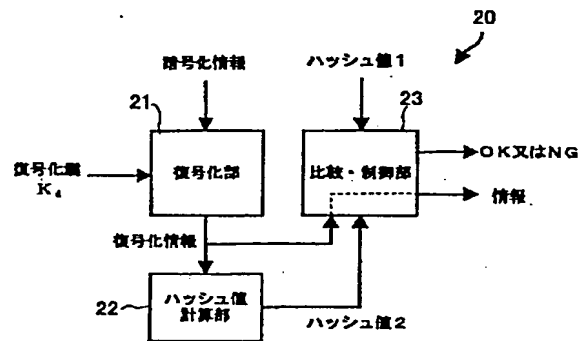 20
暗号化情報
ハッシュ値1
21
23
復号化鍵
K₄
復号化部
比較・制御部
OK又はNG
情報
復号化情報
22
ハッシュ値
計算部
ハッシュ値2